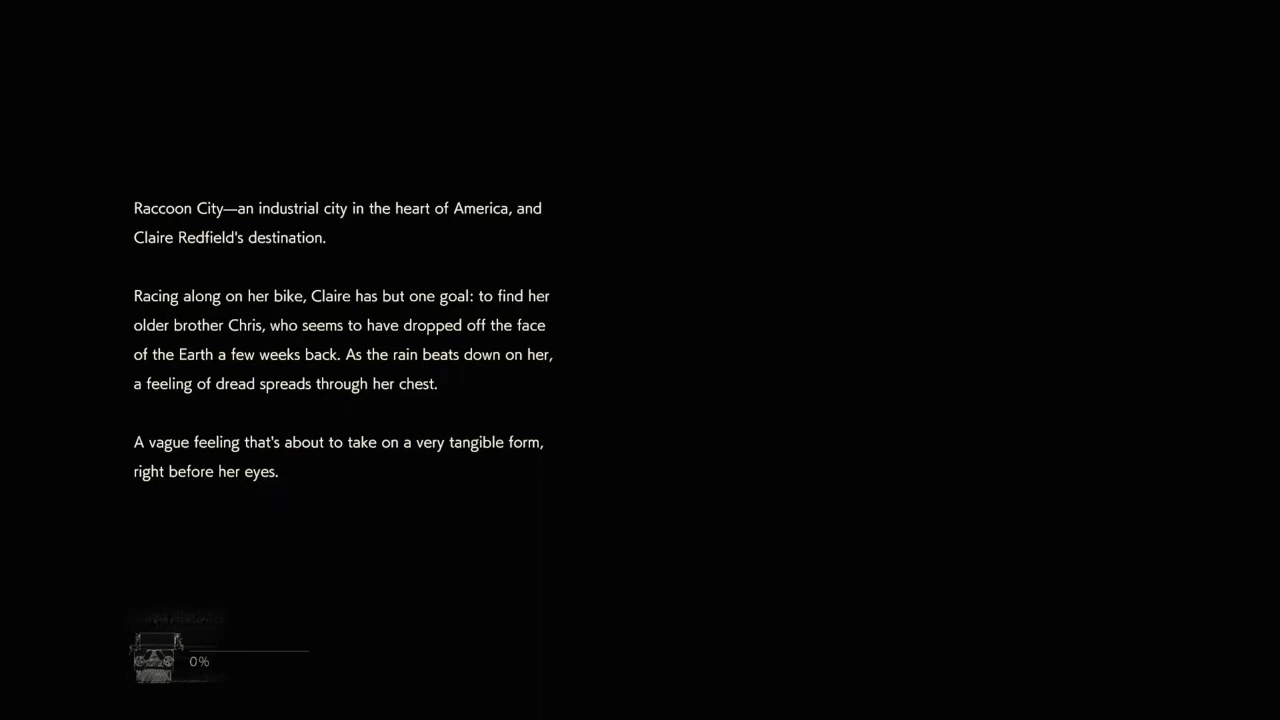 Raccoon City—an industrial city in the heart of America, and
Claire Redfield's destination.
Racing along on her bike, Claire has but one goal: to find her
older brother Chris, who seems to have dropped off the face
of the Earth a few weeks back. As the rain beats down on her,
a feeling of dread spreads through her chest.
A vague feeling that's about to take on a very tangible form,
right before her eyes.
0%